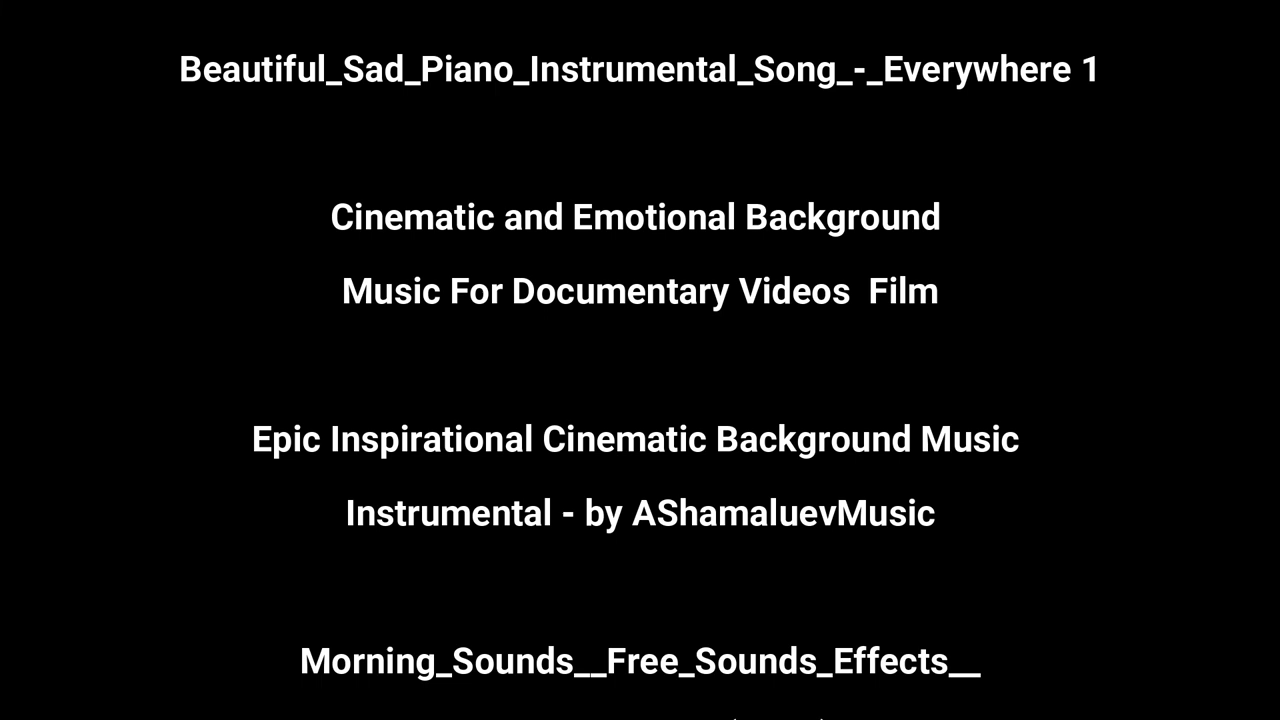 Beautiful_Sad_Piano_Instrumental_Song_-_Everywhere 1
Cinematic and Emotional Background
Music For Documentary Videos  Film
Epic Inspirational Cinematic Background Music
Instrumental - by AShamaluevMusic
Morning_Sounds__Free_Sounds_Effects__